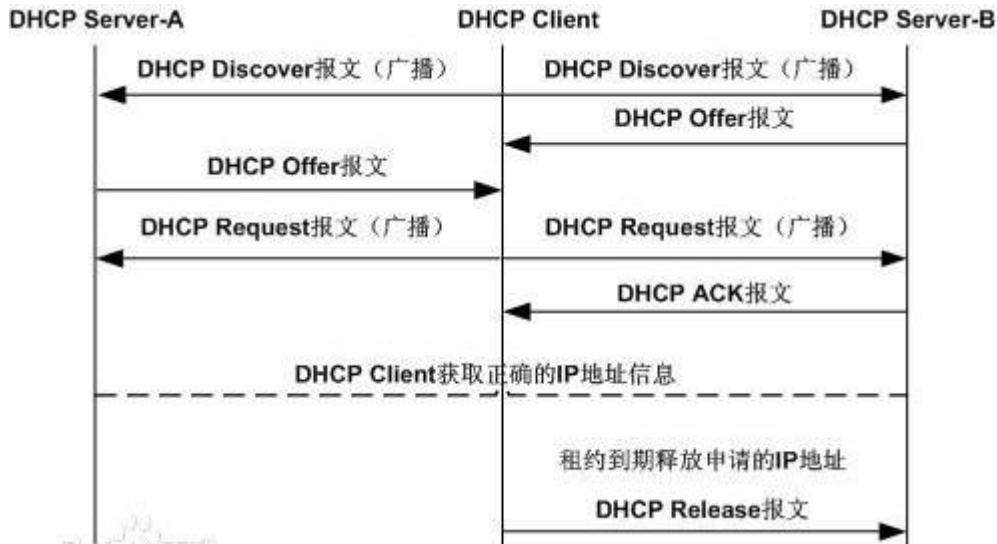 DHCP Server-A DHCP Client DHCP Server-B
DHCP Discover报文（广播） DHCP Discover报文（广播）
DHCP Offer报文
DHCP Offer报文
DHCP Request报文（广播） DHCP Request报文（广播）
DHCP ACK报文
DHCP Client获取正确的IP地址信息
租约到期释放申请的IP地址
DHCP Release报文